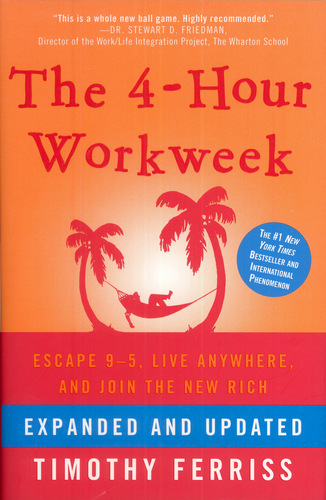 "This is a whole new ball game. Highly recommended."
—DR. STEWART D. FRIEDMAN,
Director of the Work/Life Integration Project, The Wharton School
The 4-Hour
Workweek
THE #1 NEW
YORK TIMES
BESTSELLER AND
INTERNATIONAL
PHENOMENON
ESCAPE 9–5, LIVE ANYWHERE,
AND JOIN THE NEW RICH
EXPANDED AND UPDATED
TIMOTHY FERRISS